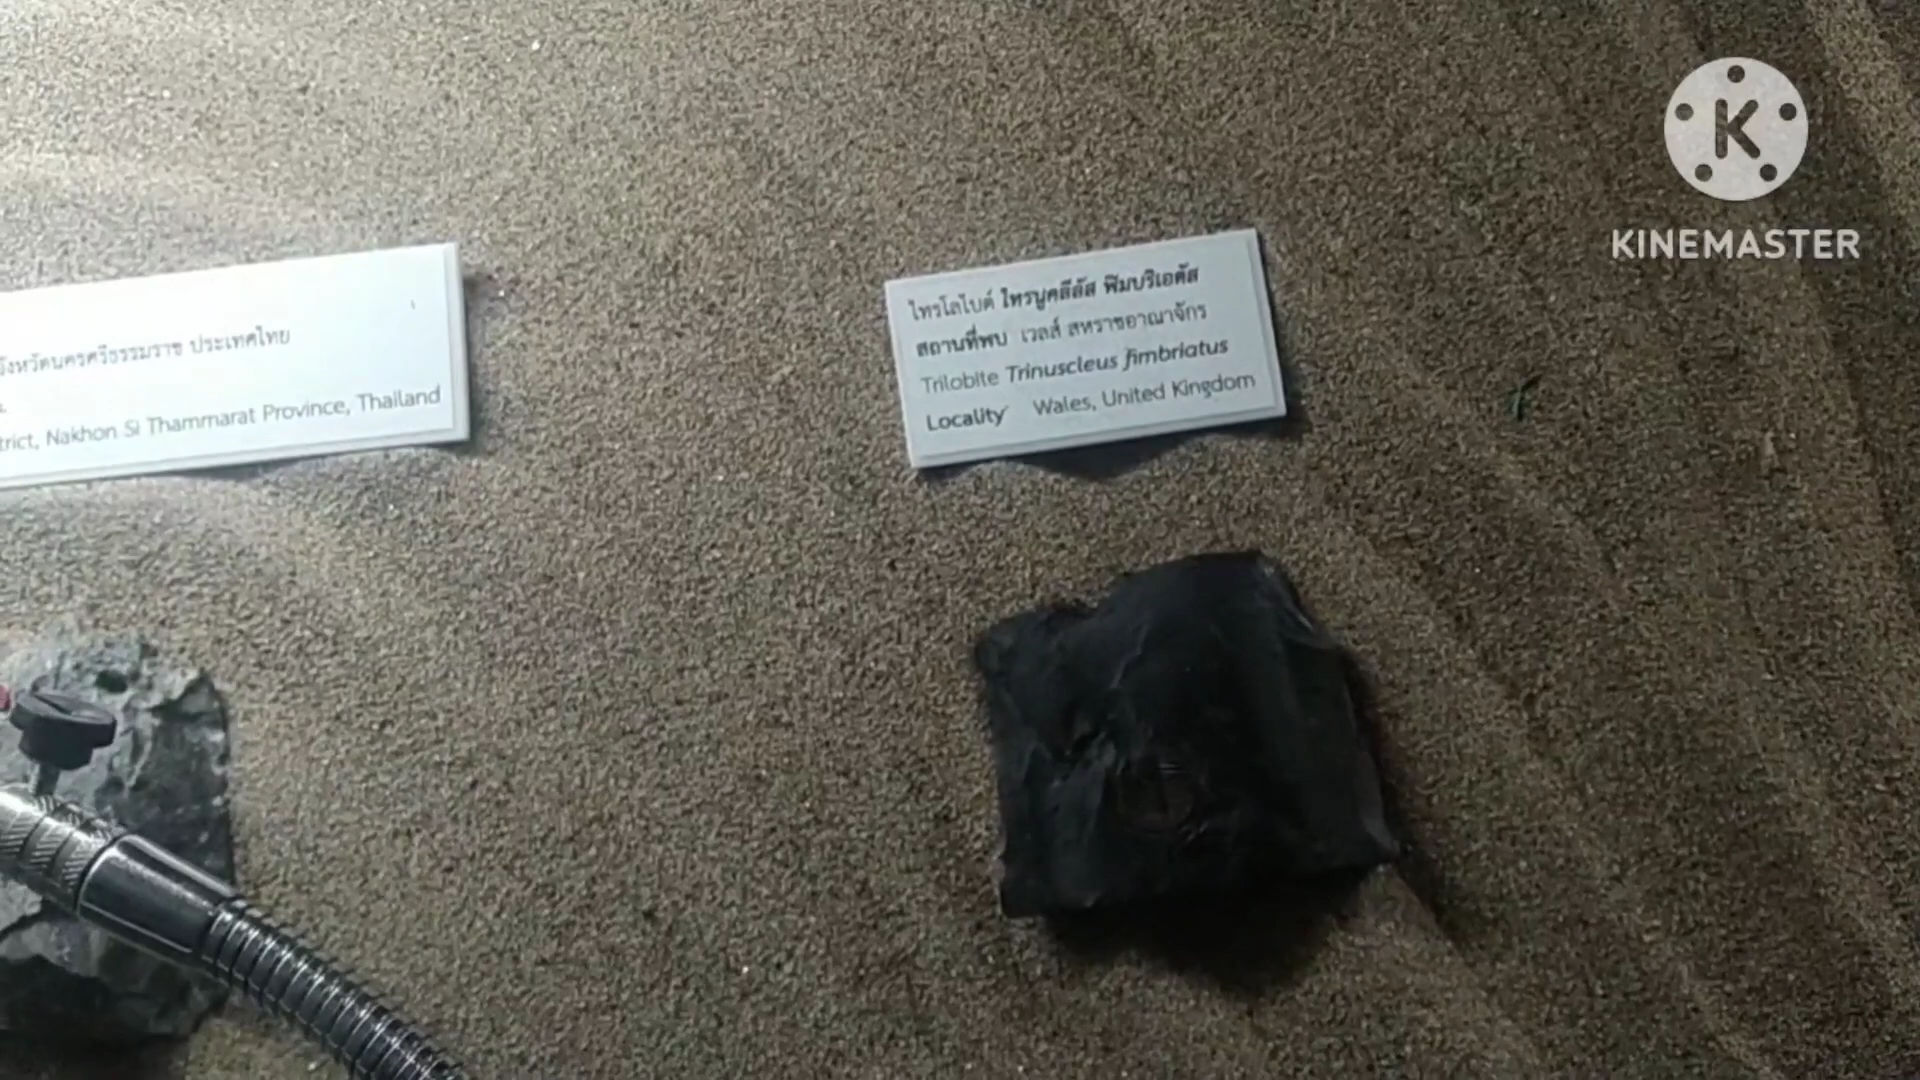 จังหวัดนครศรีธรรมราช ประเทศไทย
trict, Nakhon Si Thammarat Province, Thailand
ไทรโลไบต์ ไทรนูคลีลัส ฟิมบริเอตัส
สถานที่พบ เวลส์ สหราชอาณาจักร
Trilobite Trinuscleus fimbriatus
Locality Wales, United Kingdom
K
KINEMASTER